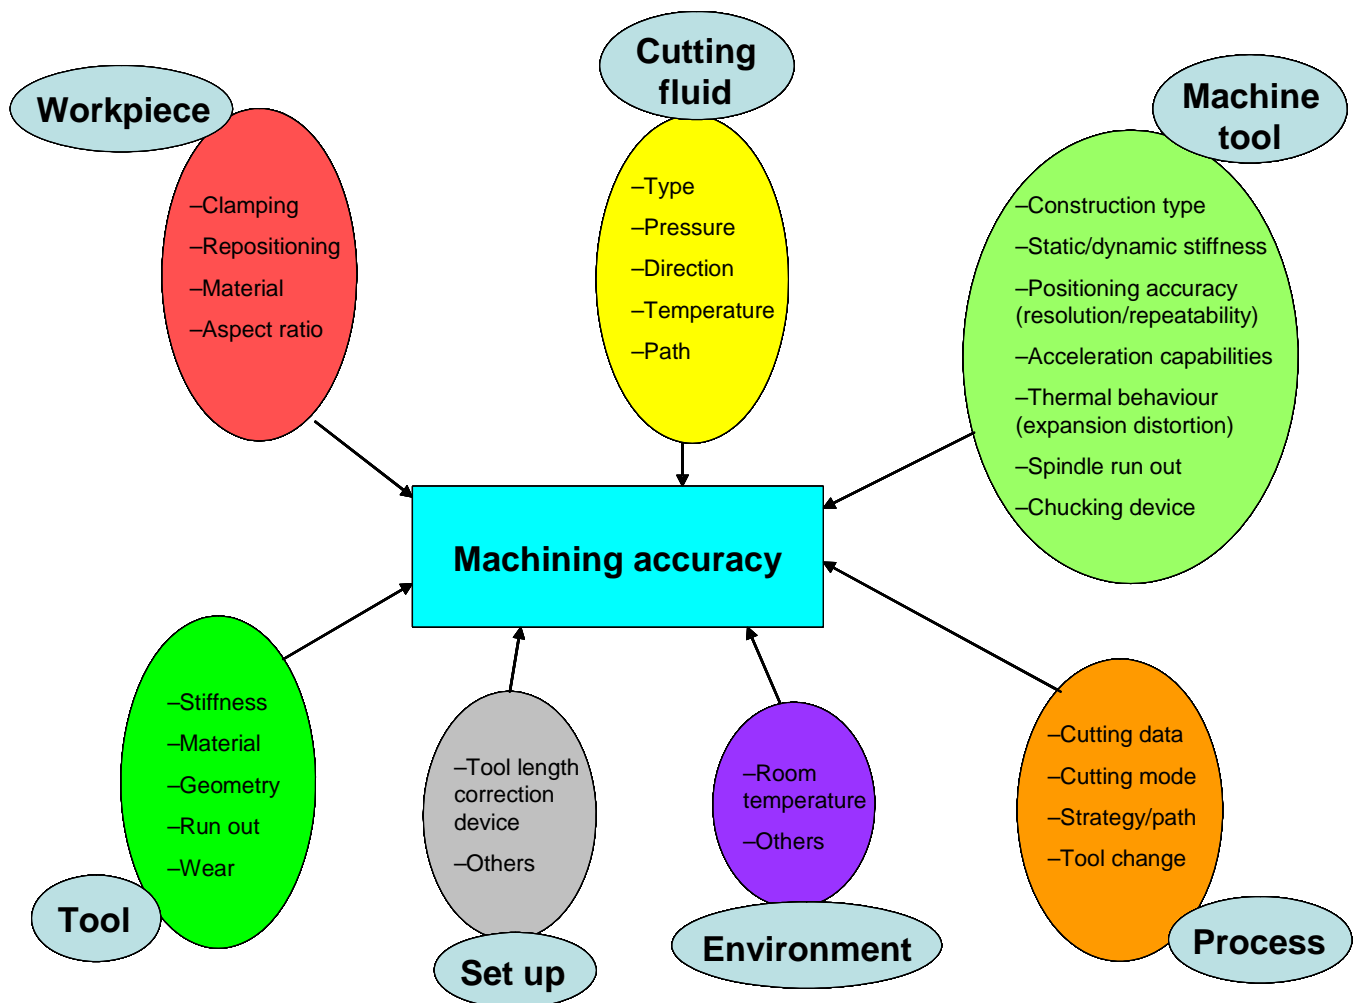 Workpiece
–Clamping
–Repositioning
–Material
–Aspect ratio
Cutting
fluid
–Type
–Pressure
–Direction
–Temperature
–Path
Machine
tool
–Construction type
–Static/dynamic stiffness
–Positioning accuracy
(resolution/repeatability)
–Acceleration capabilities
–Thermal behaviour
(expansion distortion)
–Spindle run out
–Chucking device
Machining accuracy
–Stiffness
–Material
–Geometry
–Run out
–Wear
Tool
–Tool length
correction
device
–Others
Set up
–Room
temperature
–Others
Environment
–Cutting data
–Cutting mode
–Strategy/path
–Tool change
Process